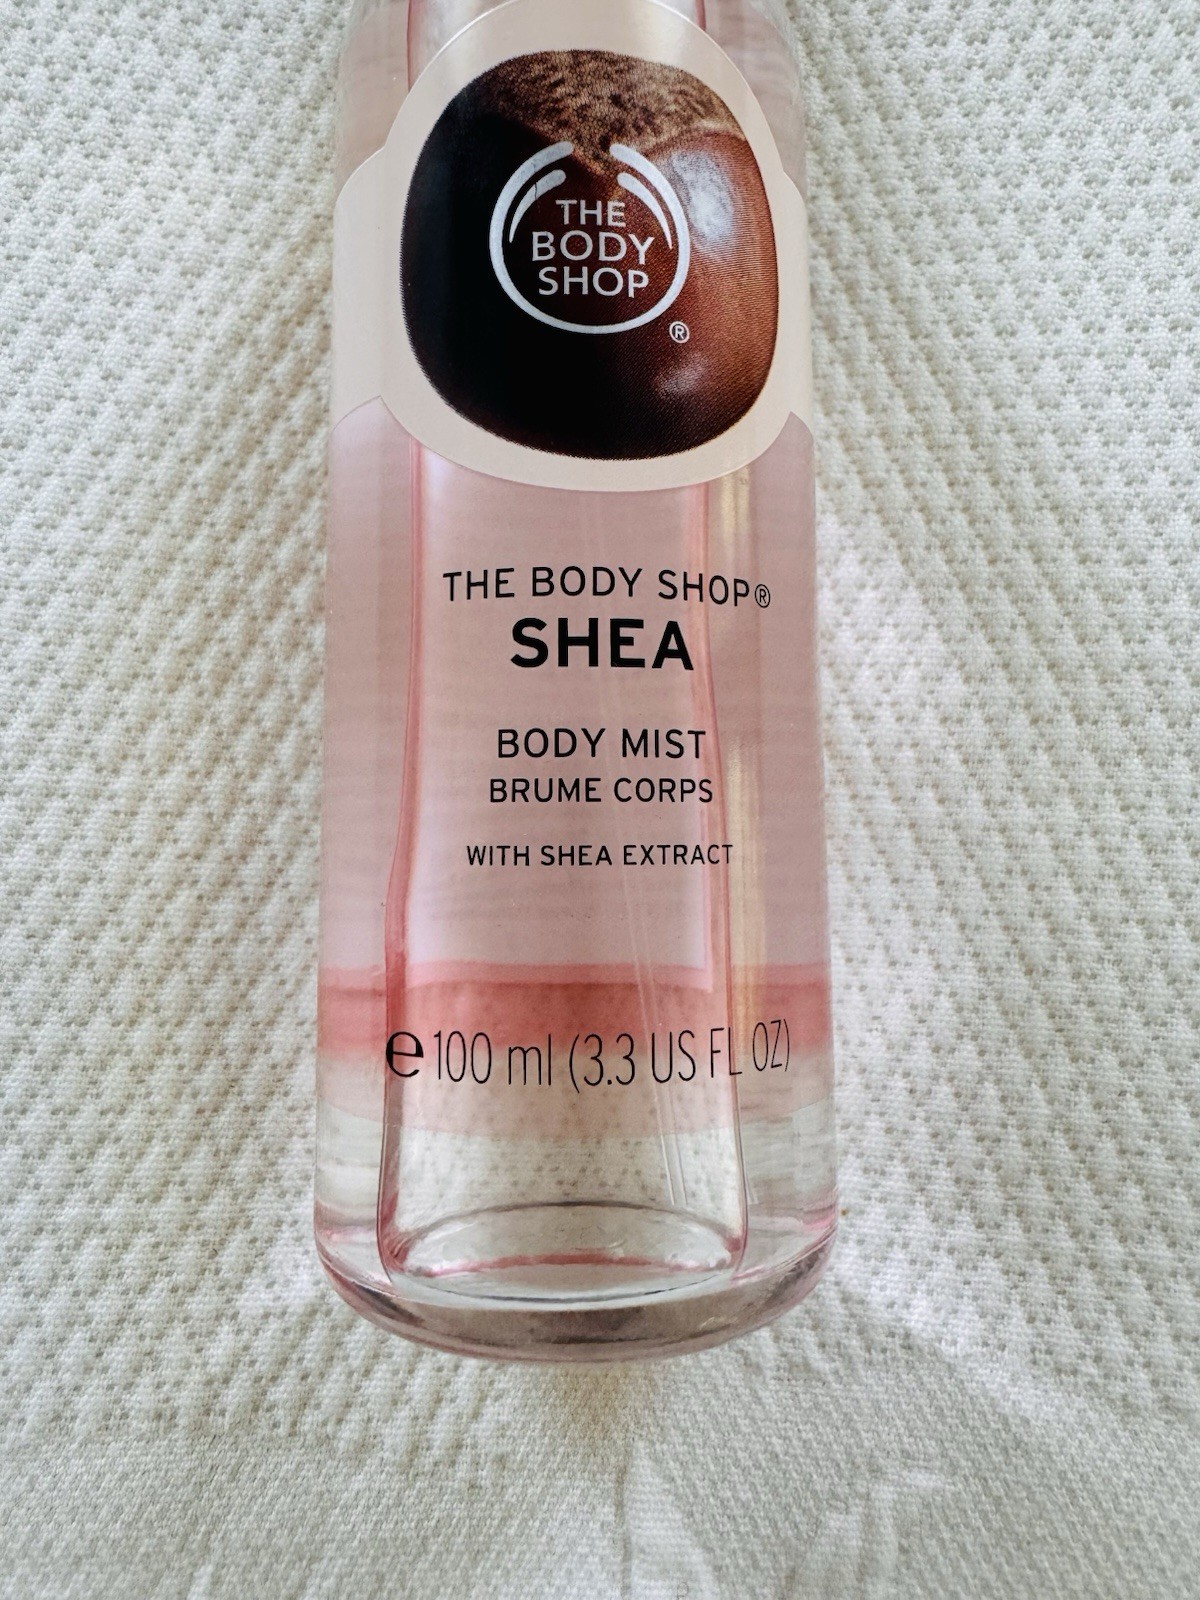 THE
BODY
SHOP
®
THE BODY SHOP®
SHEA
BODY MIST
BRUME CORPS
WITH SHEA EXTRACT
℮ 100 ml (3.3 US FL OZ)